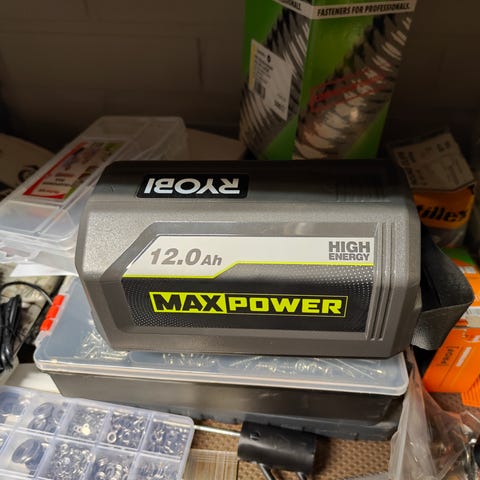 FASTENERS FOR PROFESSIONALS.
RYOBI
12.0Ah
HIGH
ENERGY
MAXPOWER